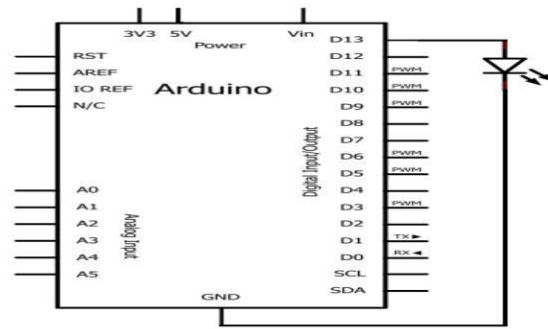 3V3 5V Vin
Power
D13
RST D12
AREF D11 PWM
IO REF D10 PWM
N/C D9 PWM
Arduino
D8
D7
D6 PWM
D5 PWM
Digital Input/Output
A0 D4
A1 D3 PWM
A2 D2
A3 D1 TX ►
A4 D0 RX ◄
A5 SCL
Analog Input
SDA
GND